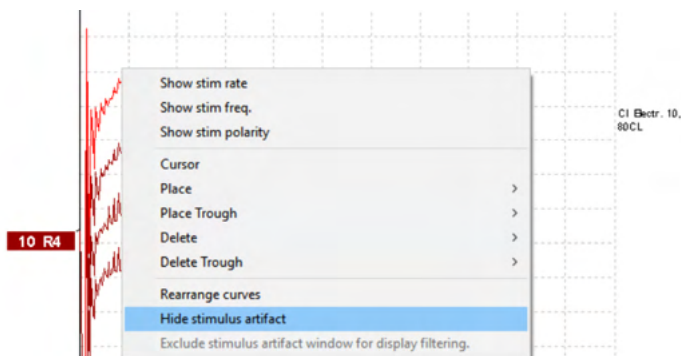 Show stim rate
Show stim freq.
Show stim polarity
CI Electr. 10,
80CL
Cursor
Place
Place Trough
10 R4
Delete
Delete Trough
Rearrange curves
Hide stimulus artifact
Exclude stimulus artifact window for display filtering.